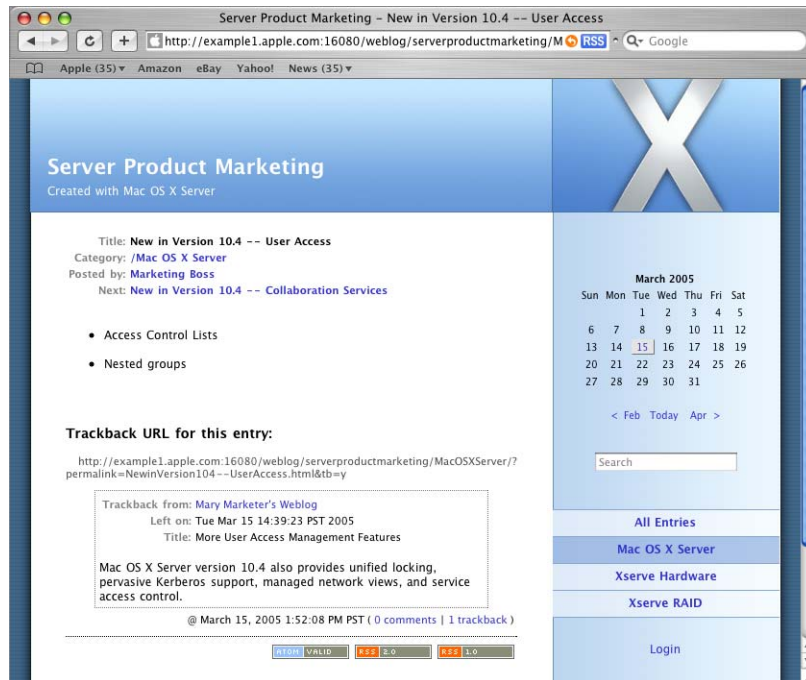 Server Product Marketing – New in Version 10.4 -- User Access
http://example1.apple.com:16080/weblog/serverproductmarketing/M RSS Google
Apple (35) Amazon eBay Yahoo! News (35)
Server Product Marketing
Created with Mac OS X Server
X
Title: New in Version 10.4 -- User Access
Category: /Mac OS X Server
Posted by: Marketing Boss
Next: New in Version 10.4 -- Collaboration Services
• Access Control Lists
• Nested groups
Trackback URL for this entry:
http://example1.apple.com:16080/weblog/serverproductmarketing/MacOSXServer/?
permalink=NewinVersion104--UserAccess.html&tb=y
Trackback from: Mary Marketer's Weblog
Left on: Tue Mar 15 14:39:23 PST 2005
Title: More User Access Management Features
Mac OS X Server version 10.4 also provides unified locking,
pervasive Kerberos support, managed network views, and service
access control.
@ March 15, 2005 1:52:08 PM PST ( 0 comments | 1 trackback )
ATOM VALID RSS 2.0 RSS 1.0
March 2005
Sun Mon Tue Wed Thu Fri Sat
1 2 3 4 5
6 7 8 9 10 11 12
13 14 15 16 17 18 19
20 21 22 23 24 25 26
27 28 29 30 31
< Feb Today Apr >
Search
All Entries
Mac OS X Server
Xserve Hardware
Xserve RAID
Login